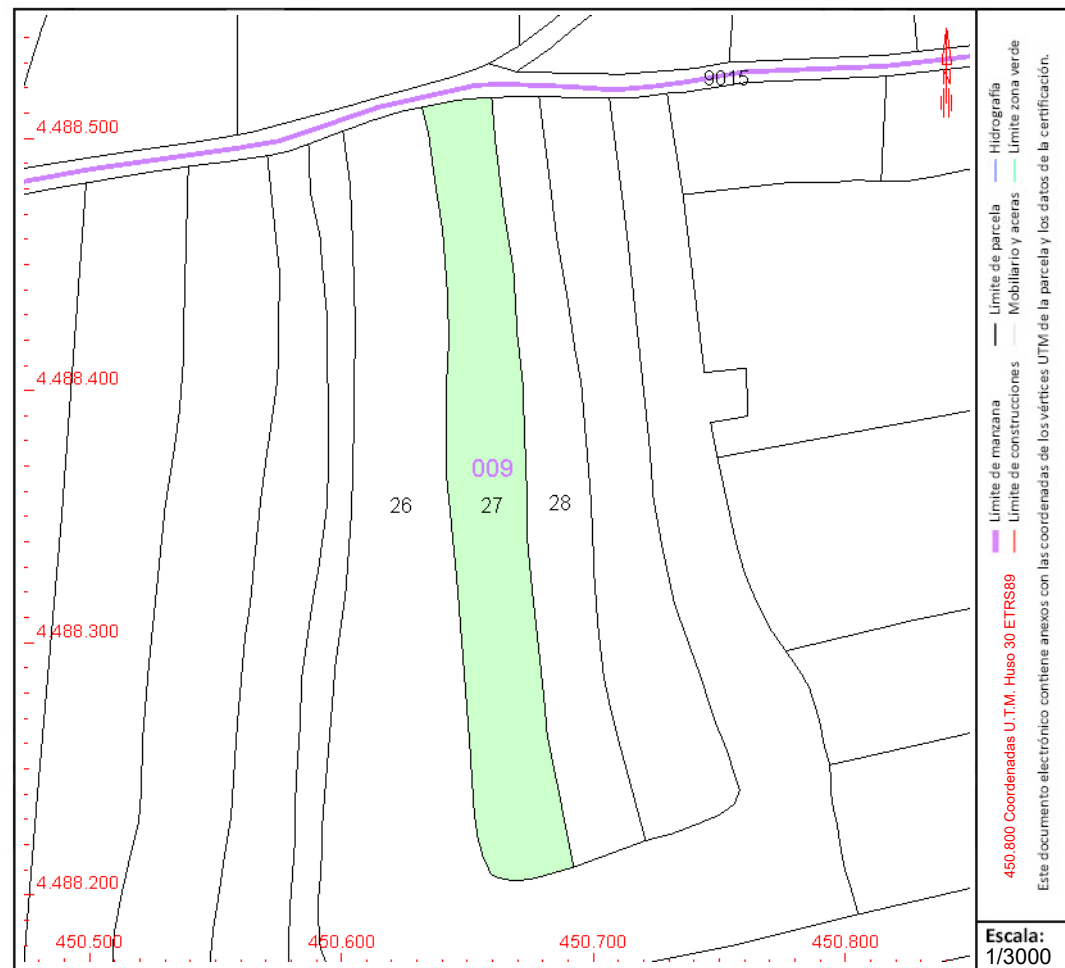 9015
4.488.500
4.488.400
009
26
27
28
4.488.300
4.488.200
450.500
450.600
450.700
450.800
N
450.800 Coordenadas U.T.M. Huso 30 ETRS89
Límite de manzana
Límite de parcela
Hidrografía
Límite de construcciones
Mobiliario y aceras
Límite zona verde
Este documento electrónico contiene anexos con las coordenadas de los vértices UTM de la parcela y los datos de la certificación.
Escala:
1/3000